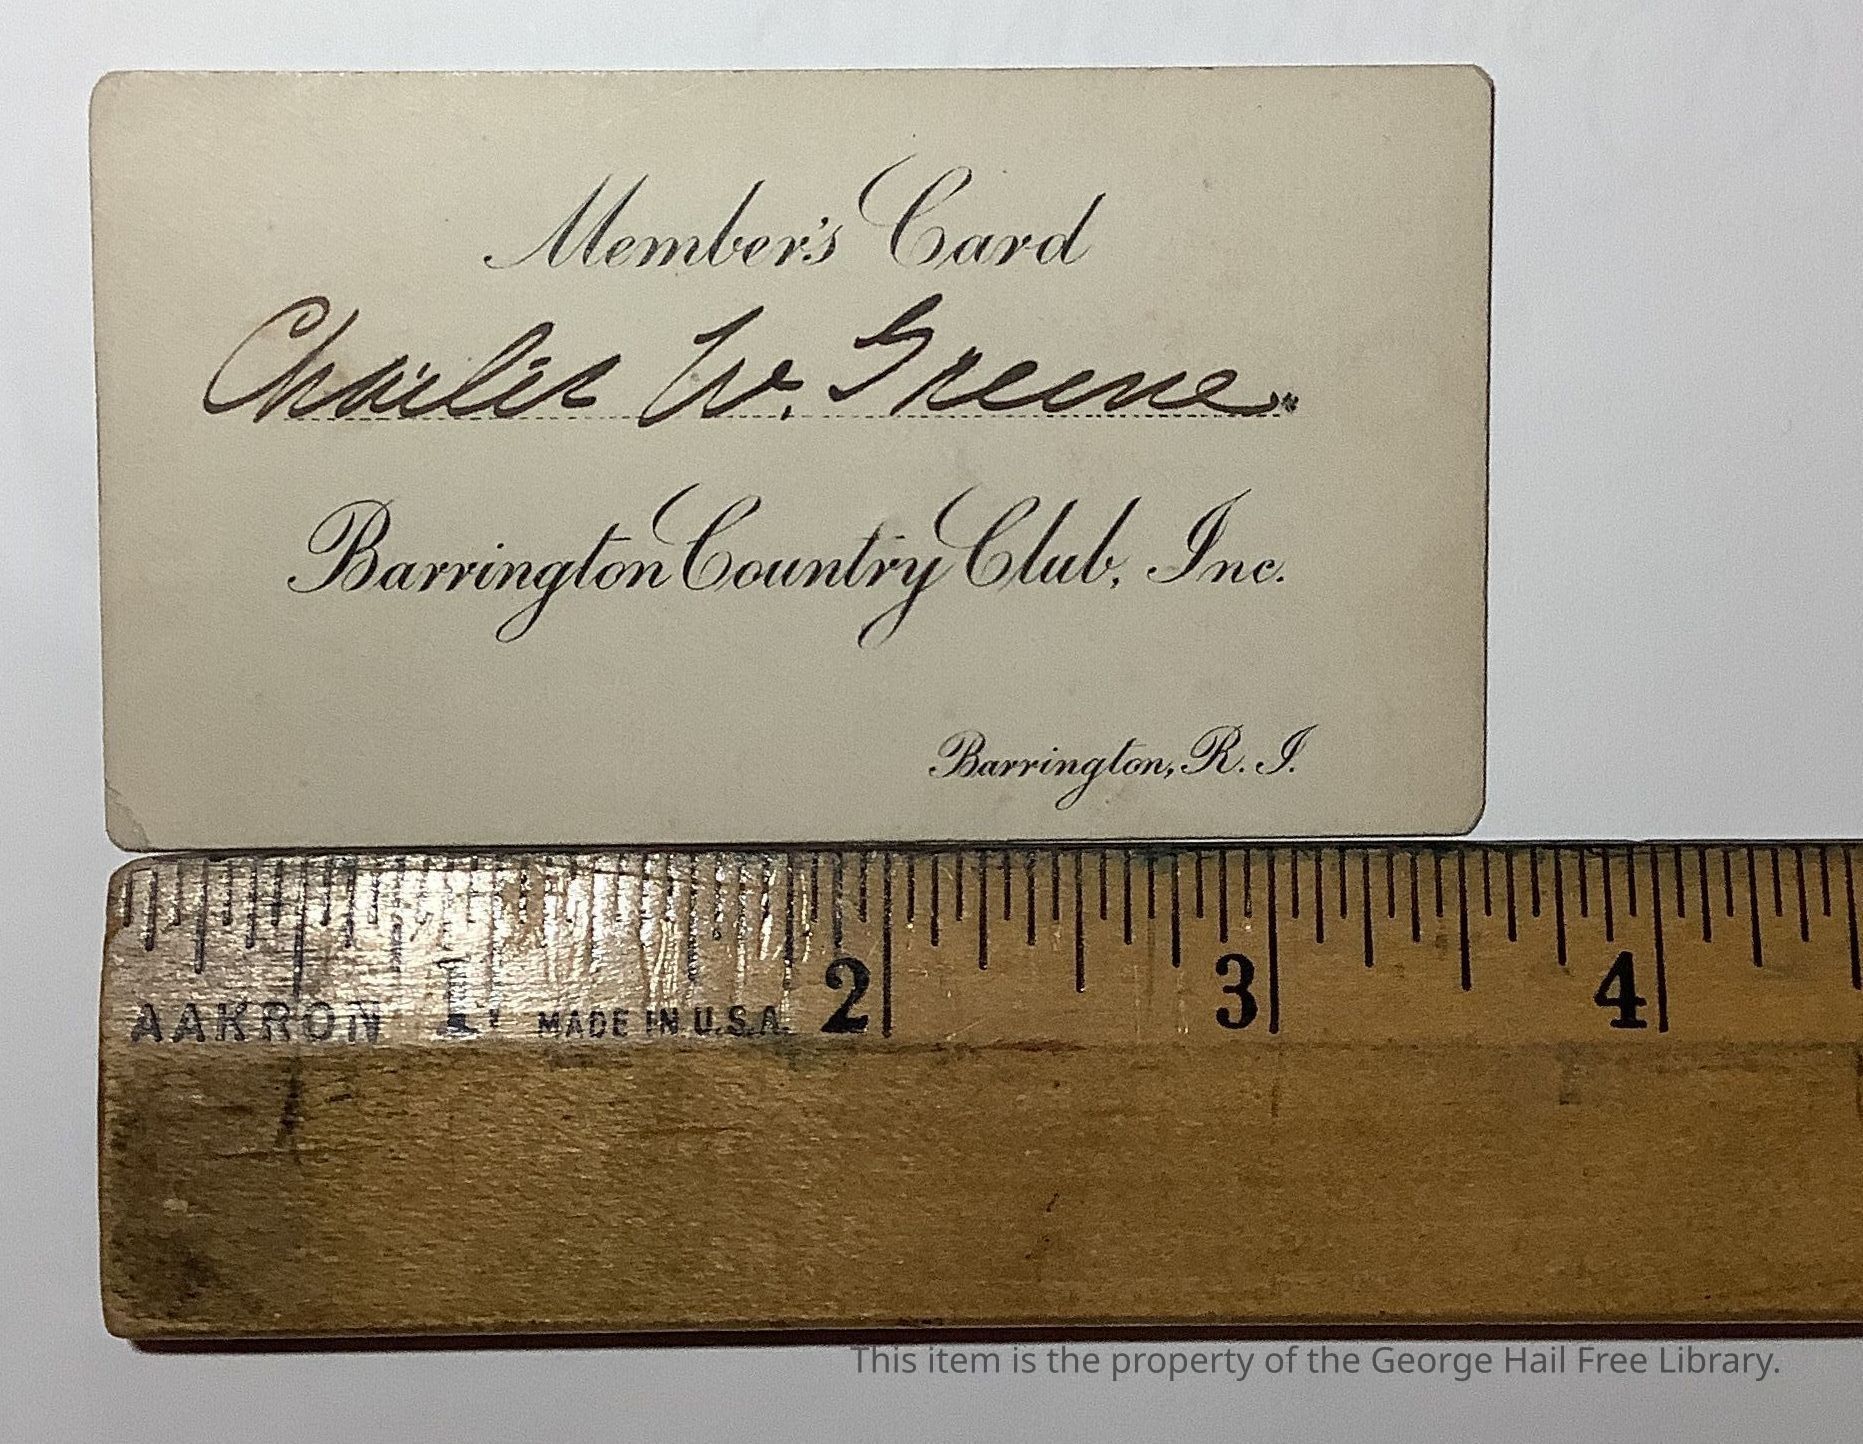 Member's Card
Charles W. Greene.
Barrington Country Club, Inc.
Barrington, R. I.
1 2 3 4
AAKRON MADE IN U.S.A.
This item is the property of the George Hail Free Library.